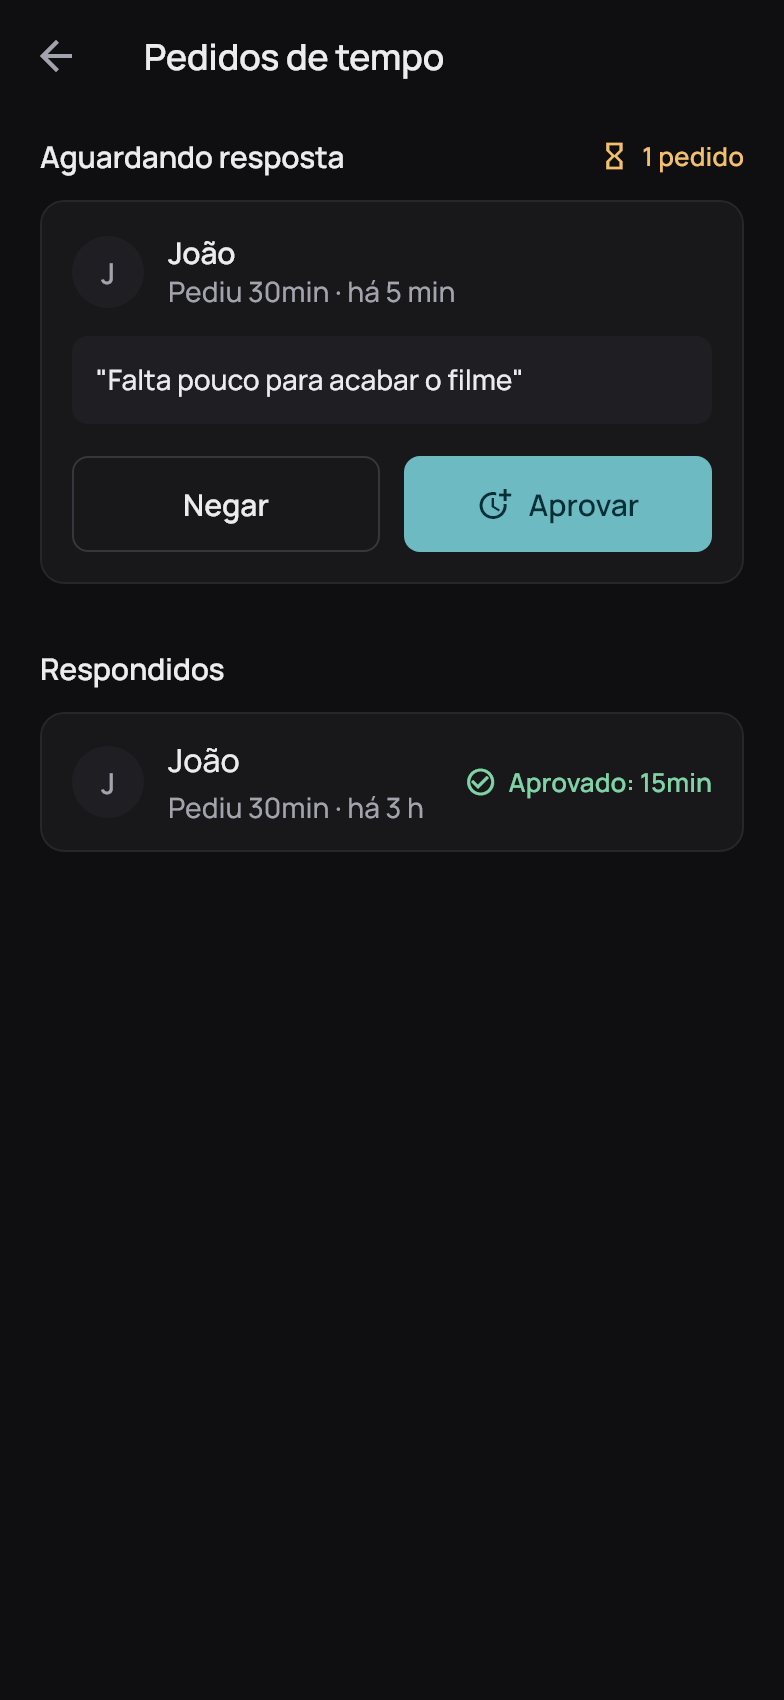 Pedidos de tempo
Aguardando resposta
1 pedido
J
João
Pediu 30min · há 5 min
"Falta pouco para acabar o filme"
Negar
Aprovar
Respondidos
J
João
Pediu 30min · há 3 h
Aprovado: 15min